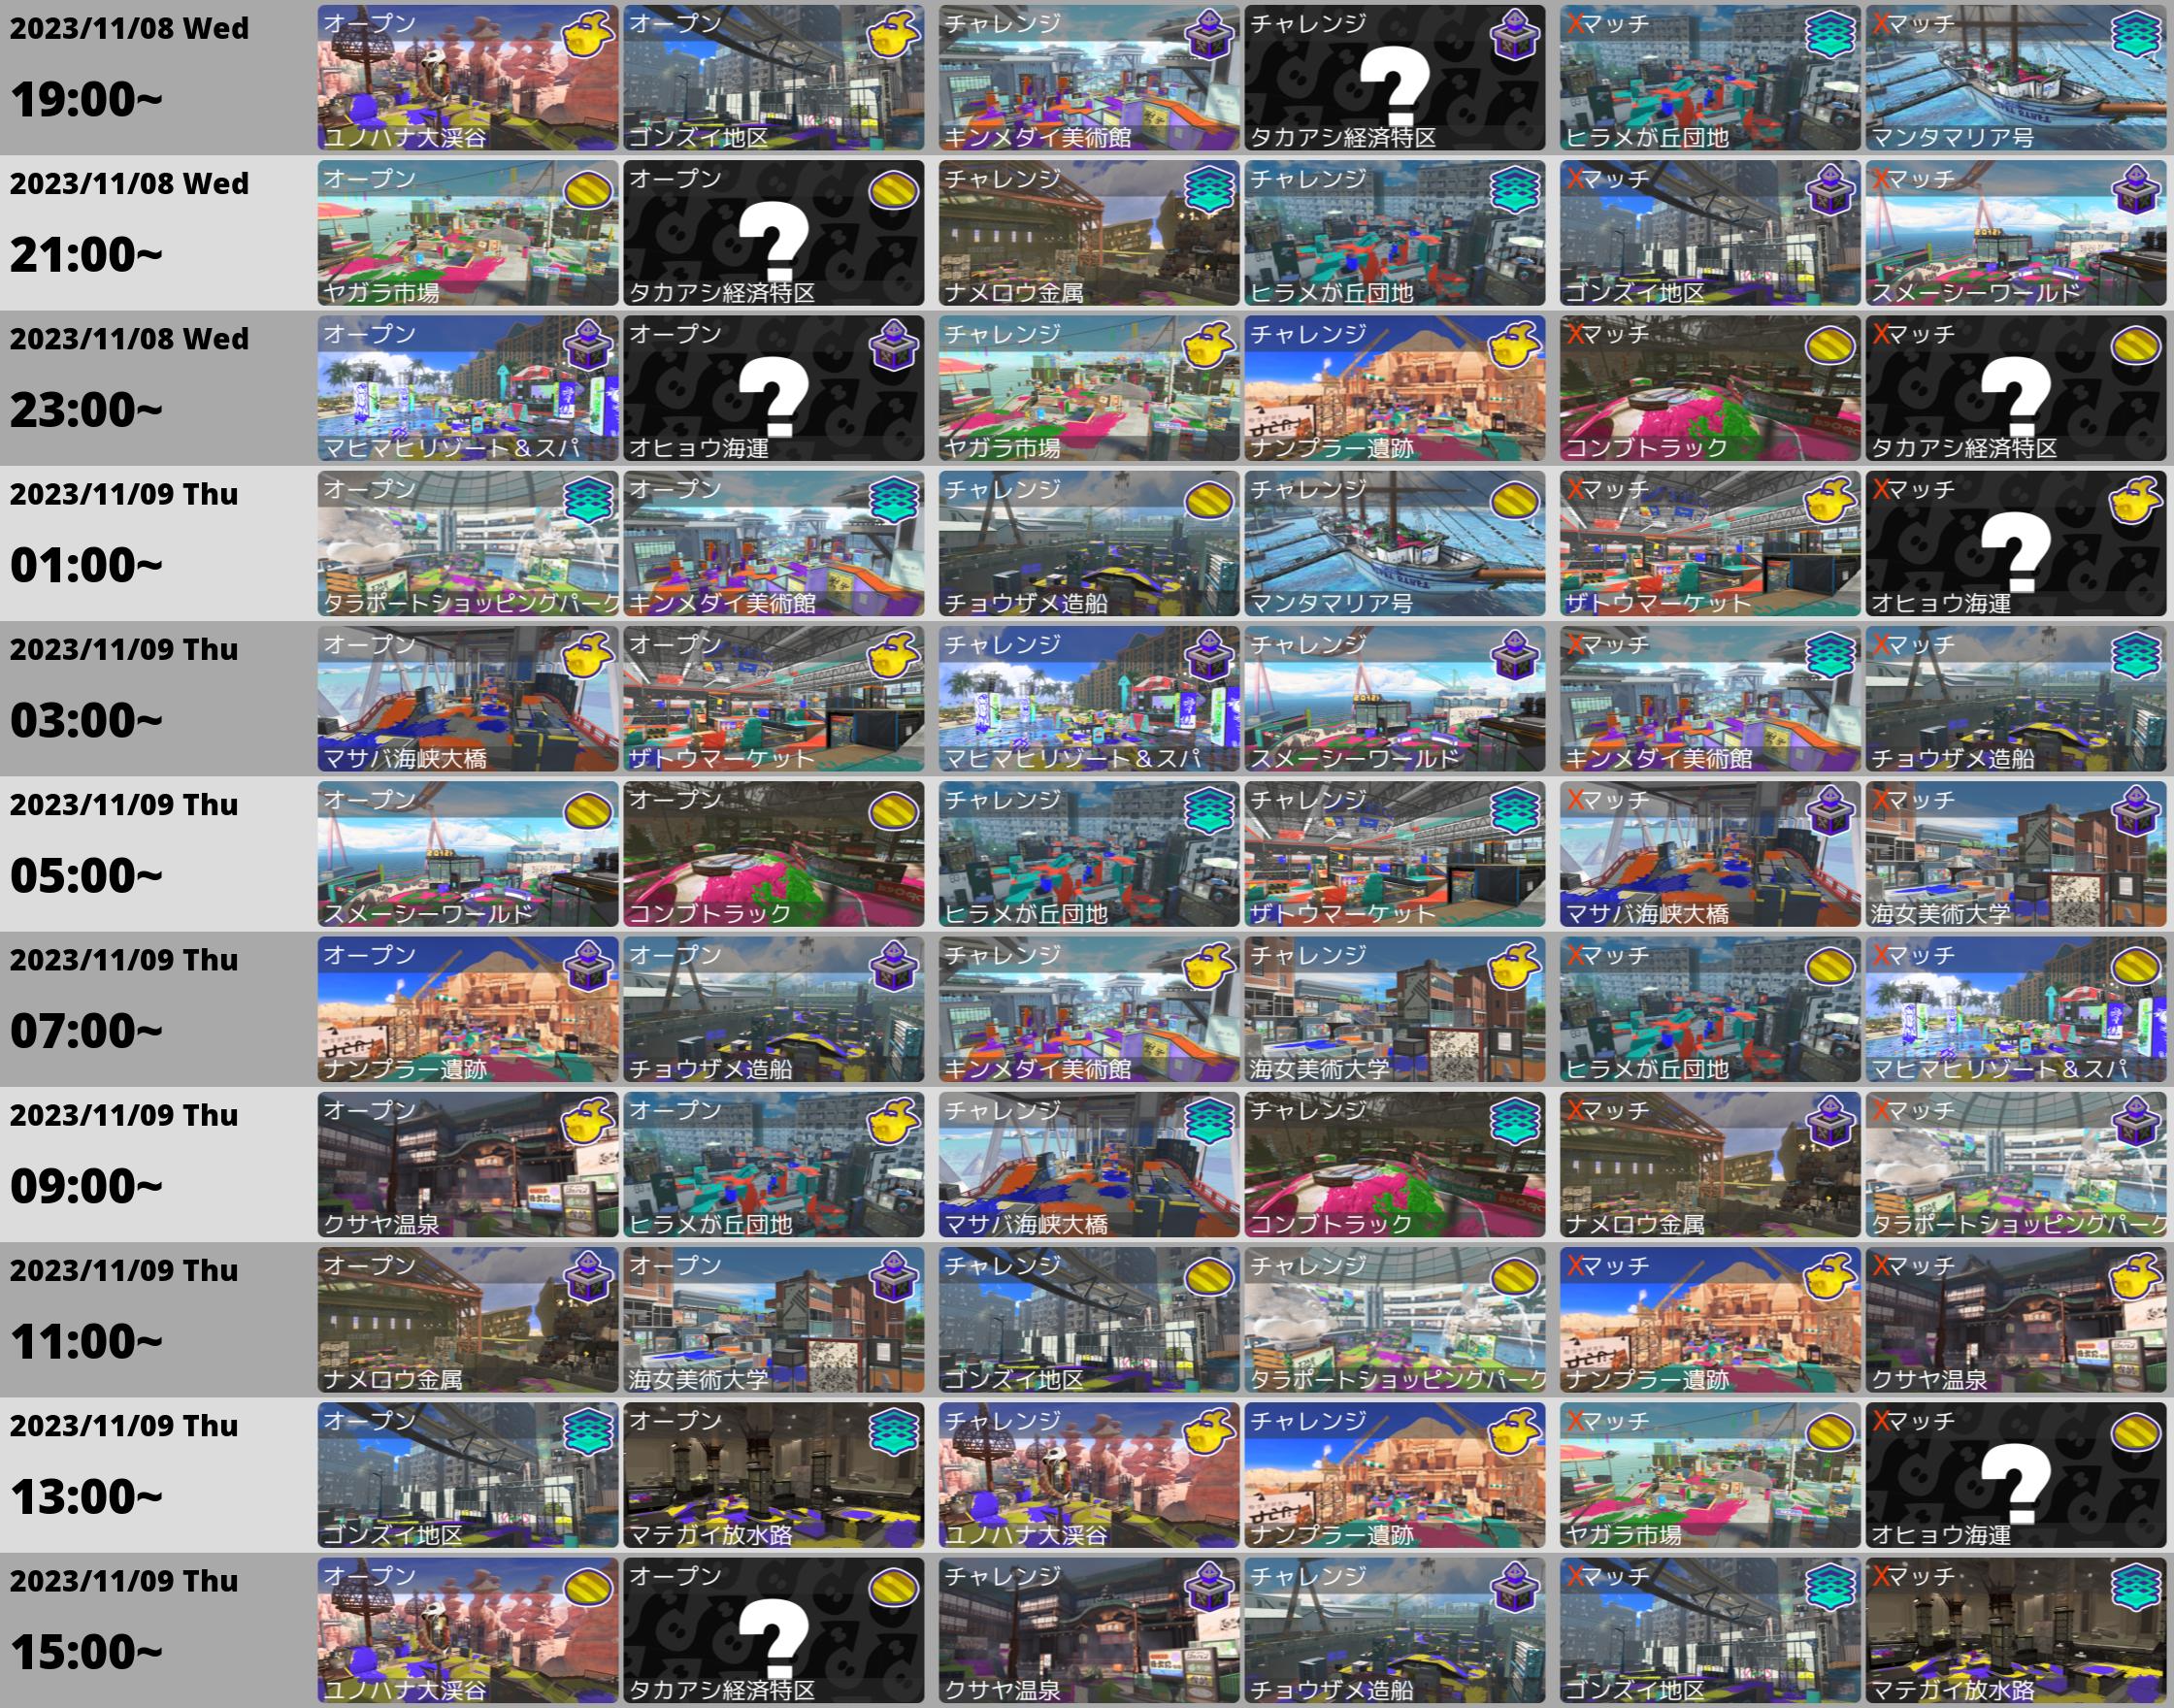 2023/11/08 Wed
19:00~
オープン
ユノハナ大渓谷
オープン
ゴンズイ地区
チャレンジ
キンメダイ美術館
チャレンジ
?
タカアシ経済特区
Xマッチ
ヒラメが丘団地
Xマッチ
マンタマリア号
2023/11/08 Wed
21:00~
オープン
ヤガラ市場
オープン
?
タカアシ経済特区
チャレンジ
ナメロウ金属
チャレンジ
ヒラメが丘団地
Xマッチ
ゴンズイ地区
Xマッチ
スメーシーワールド
2023/11/08 Wed
23:00~
オープン
マヒマヒリゾート&スパ
オープン
?
オヒョウ海運
チャレンジ
ヤガラ市場
チャレンジ
ナンプラー遺跡
Xマッチ
コンブトラック
Xマッチ
?
タカアシ経済特区
2023/11/09 Thu
01:00~
オープン
タラポートショッピングパーク
オープン
キンメダイ美術館
チャレンジ
チョウザメ造船
チャレンジ
マンタマリア号
Xマッチ
ザトウマーケット
Xマッチ
?
オヒョウ海運
2023/11/09 Thu
03:00~
オープン
マサバ海峡大橋
オープン
ザトウマーケット
チャレンジ
マヒマヒリゾート&スパ
チャレンジ
スメーシーワールド
Xマッチ
キンメダイ美術館
Xマッチ
チョウザメ造船
2023/11/09 Thu
05:00~
オープン
スメーシーワールド
オープン
コンブトラック
チャレンジ
ヒラメが丘団地
チャレンジ
ザトウマーケット
Xマッチ
マサバ海峡大橋
Xマッチ
海女美術大学
2023/11/09 Thu
07:00~
オープン
ナンプラー遺跡
オープン
チョウザメ造船
チャレンジ
キンメダイ美術館
チャレンジ
海女美術大学
Xマッチ
ヒラメが丘団地
Xマッチ
マヒマヒリゾート&スパ
2023/11/09 Thu
09:00~
オープン
クサヤ温泉
オープン
ヒラメが丘団地
チャレンジ
マサバ海峡大橋
チャレンジ
コンブトラック
Xマッチ
ナメロウ金属
Xマッチ
タラポートショッピングパーク
2023/11/09 Thu
11:00~
オープン
ナメロウ金属
オープン
海女美術大学
チャレンジ
ゴンズイ地区
チャレンジ
タラポートショッピングパーク
Xマッチ
ナンプラー遺跡
Xマッチ
クサヤ温泉
2023/11/09 Thu
13:00~
オープン
ゴンズイ地区
オープン
マテガイ放水路
チャレンジ
ユノハナ大渓谷
チャレンジ
ナンプラー遺跡
Xマッチ
ヤガラ市場
Xマッチ
?
オヒョウ海運
2023/11/09 Thu
15:00~
オープン
ユノハナ大渓谷
オープン
?
タカアシ経済特区
チャレンジ
クサヤ温泉
チャレンジ
チョウザメ造船
Xマッチ
ゴンズイ地区
Xマッチ
マテガイ放水路